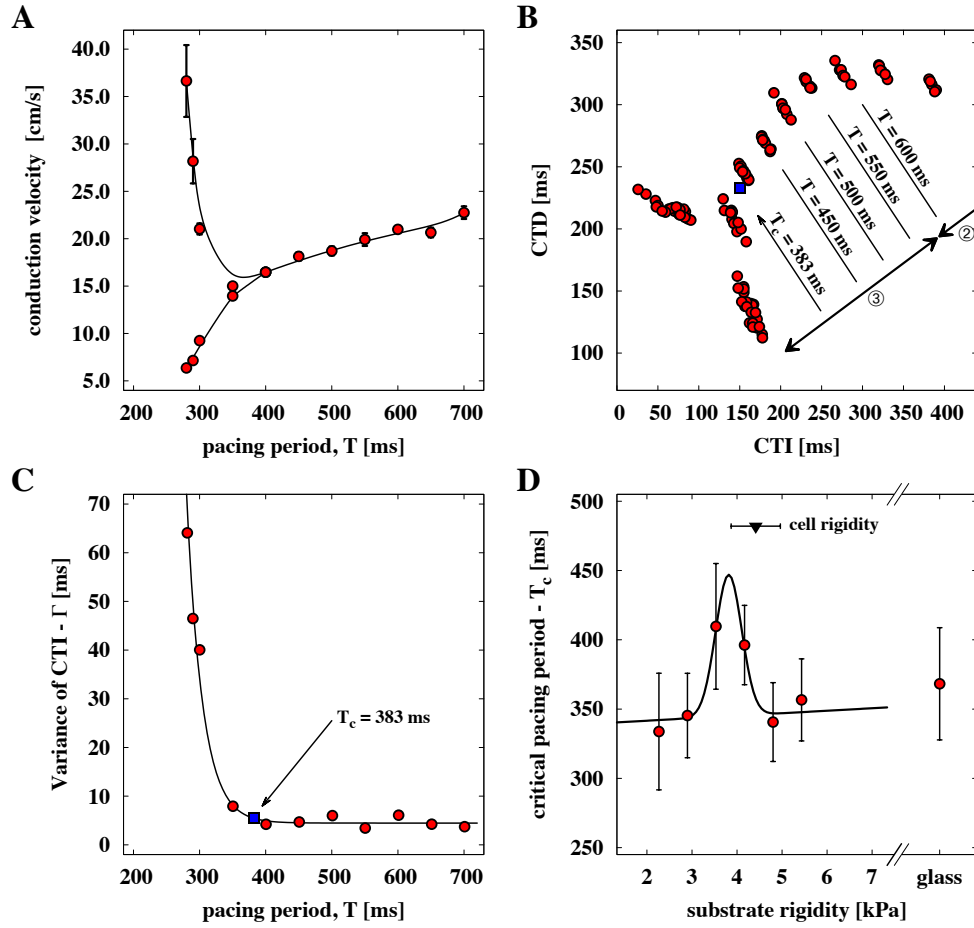 A
conduction velocity [cm/s]
40.0
35.0
30.0
25.0
20.0
15.0
10.0
5.0
200 300 400 500 600 700
pacing period, T [ms]
B
CTD [ms]
350
300
250
200
150
100
T = 600 ms
T = 550 ms
T = 500 ms
T = 450 ms
T_c = 383 ms
②
③
0 50 100 150 200 250 300 350 400
CTI [ms]
C
Variance of CTI - Γ [ms]
70
60
50
40
30
20
10
0
T_c = 383 ms
200 300 400 500 600 700
pacing period, T [ms]
D
critical pacing period - T_c [ms]
500
450
400
350
300
250
cell rigidity
2 3 4 5 6 7 glass
substrate rigidity [kPa]